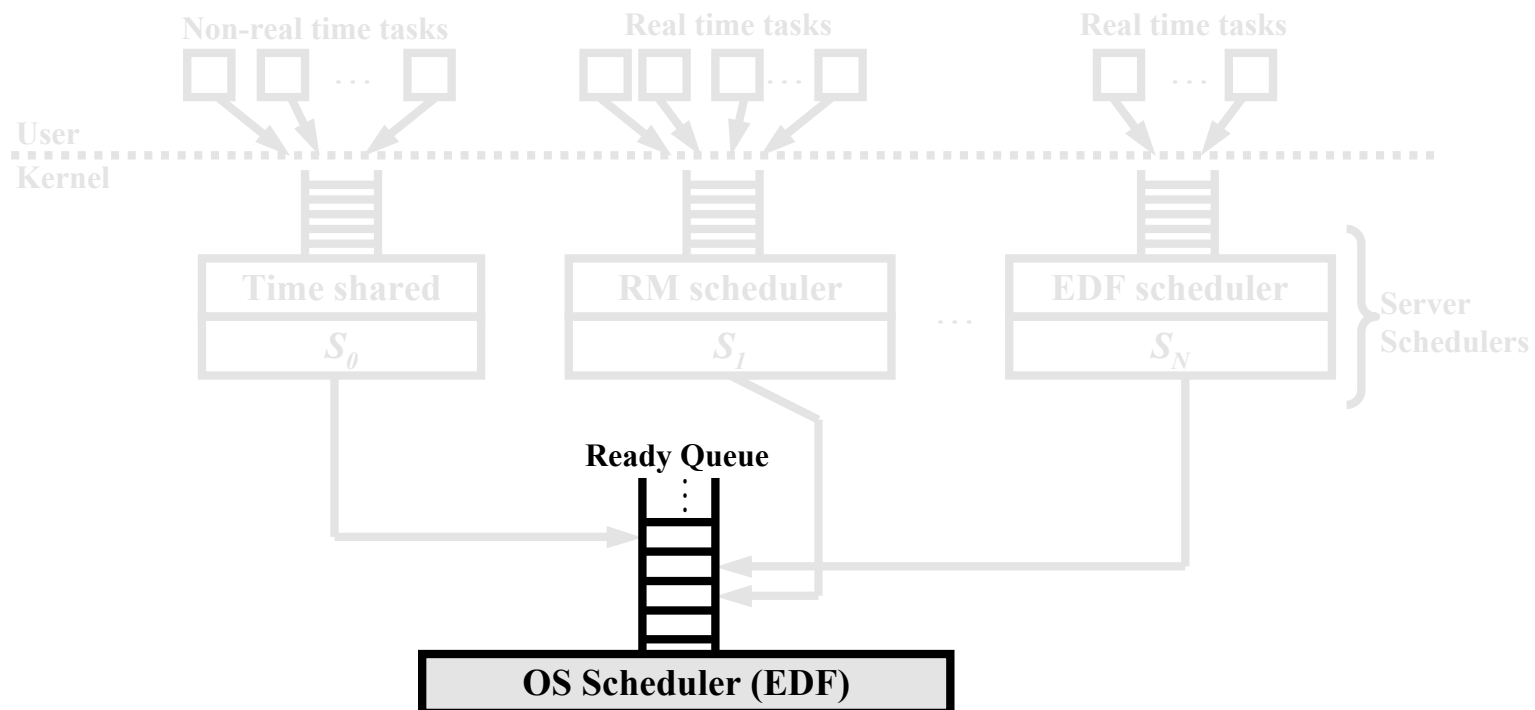 Non-real time tasks
Real time tasks
Real time tasks
. . .
. . .
. . .
User
Kernel
Time shared
RM scheduler
EDF scheduler
S0
S1
. . .
SN
Server
Schedulers
Ready Queue
OS Scheduler (EDF)